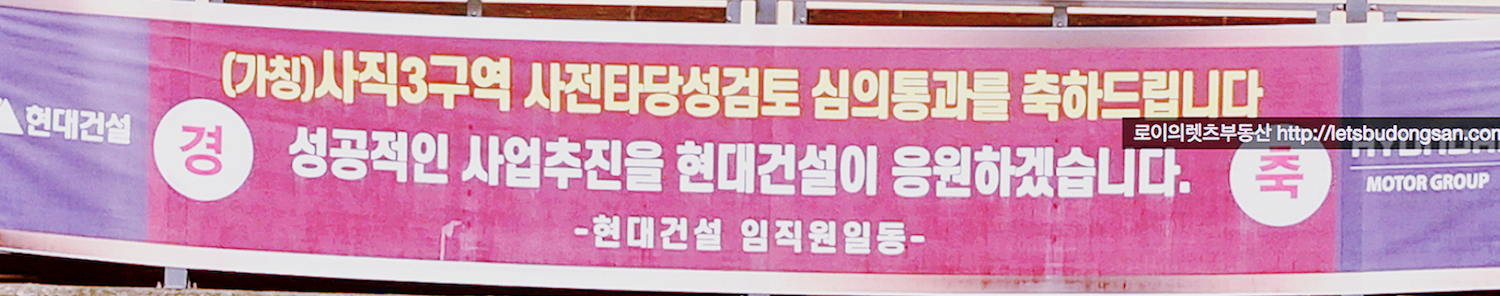 (가칭)사직3구역 사전타당성검토 심의통과를 축하드립니다
현대건설
경
성공적인 사업추진을 현대건설이 응원하겠습니다.
축
-현대건설 임직원일동-
로이의렛츠부동산 http://letsbudongsan.com
HYUNDAI
MOTOR GROUP